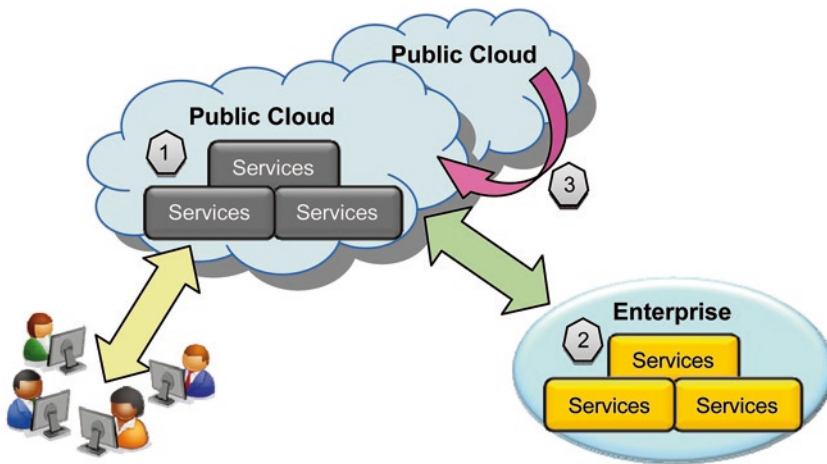 Public Cloud
Public Cloud
1
Services
Services Services
3
Enterprise
2
Services
Services Services